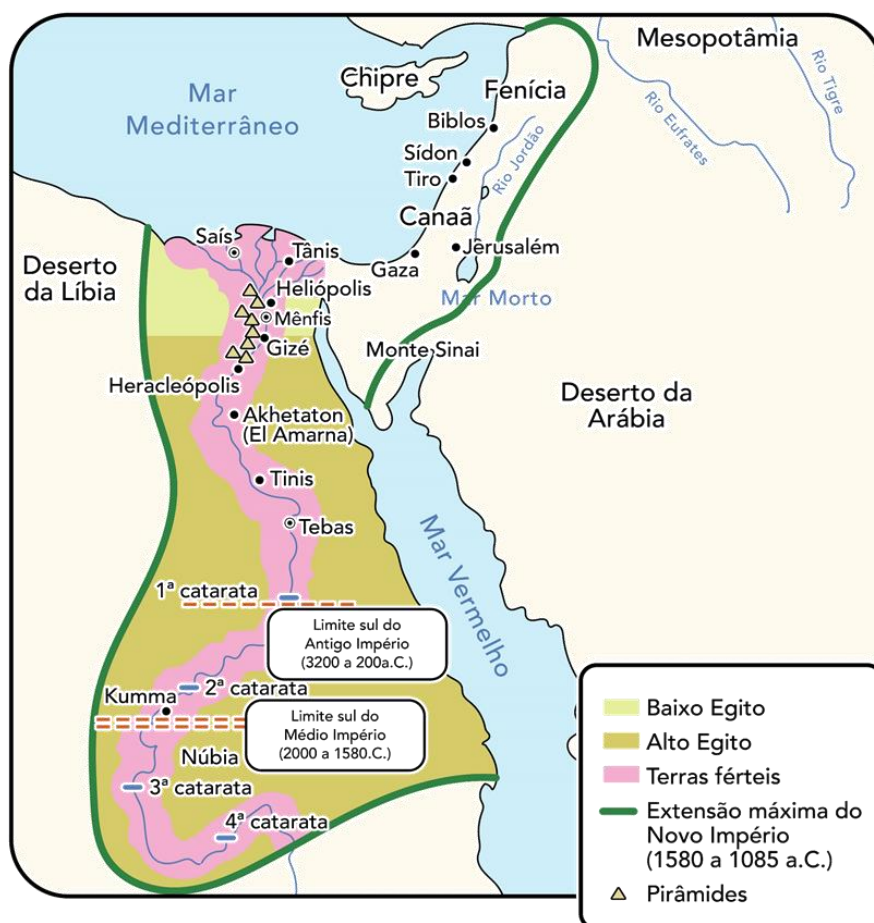 Mesopotâmia
Rio Tigre
Rio Eufrates
Chipre
Mar
Mediterrâneo
Fenícia
Biblos
Sídon
Tiro
Rio Jordão
Canaã
Jerusalém
Gaza
Mar Morto
Saís
Tânis
Deserto
da Líbia
Heliópolis
Mênfis
Gizé
Monte Sinai
Heracleópolis
Deserto da
Arábia
Akhetaton
(El Amarna)
Tinis
Tebas
Mar Vermelho
1ª catarata
Limite sul do
Antigo Império
(3200 a 200a.C.)
2ª catarata
Kumma
Limite sul do
Médio Império
(2000 a 1580.C.)
Núbia
3ª catarata
4ª catarata
Baixo Egito
Alto Egito
Terras férteis
Extensão máxima do
Novo Império
(1580 a 1085 a.C.)
Pirâmides